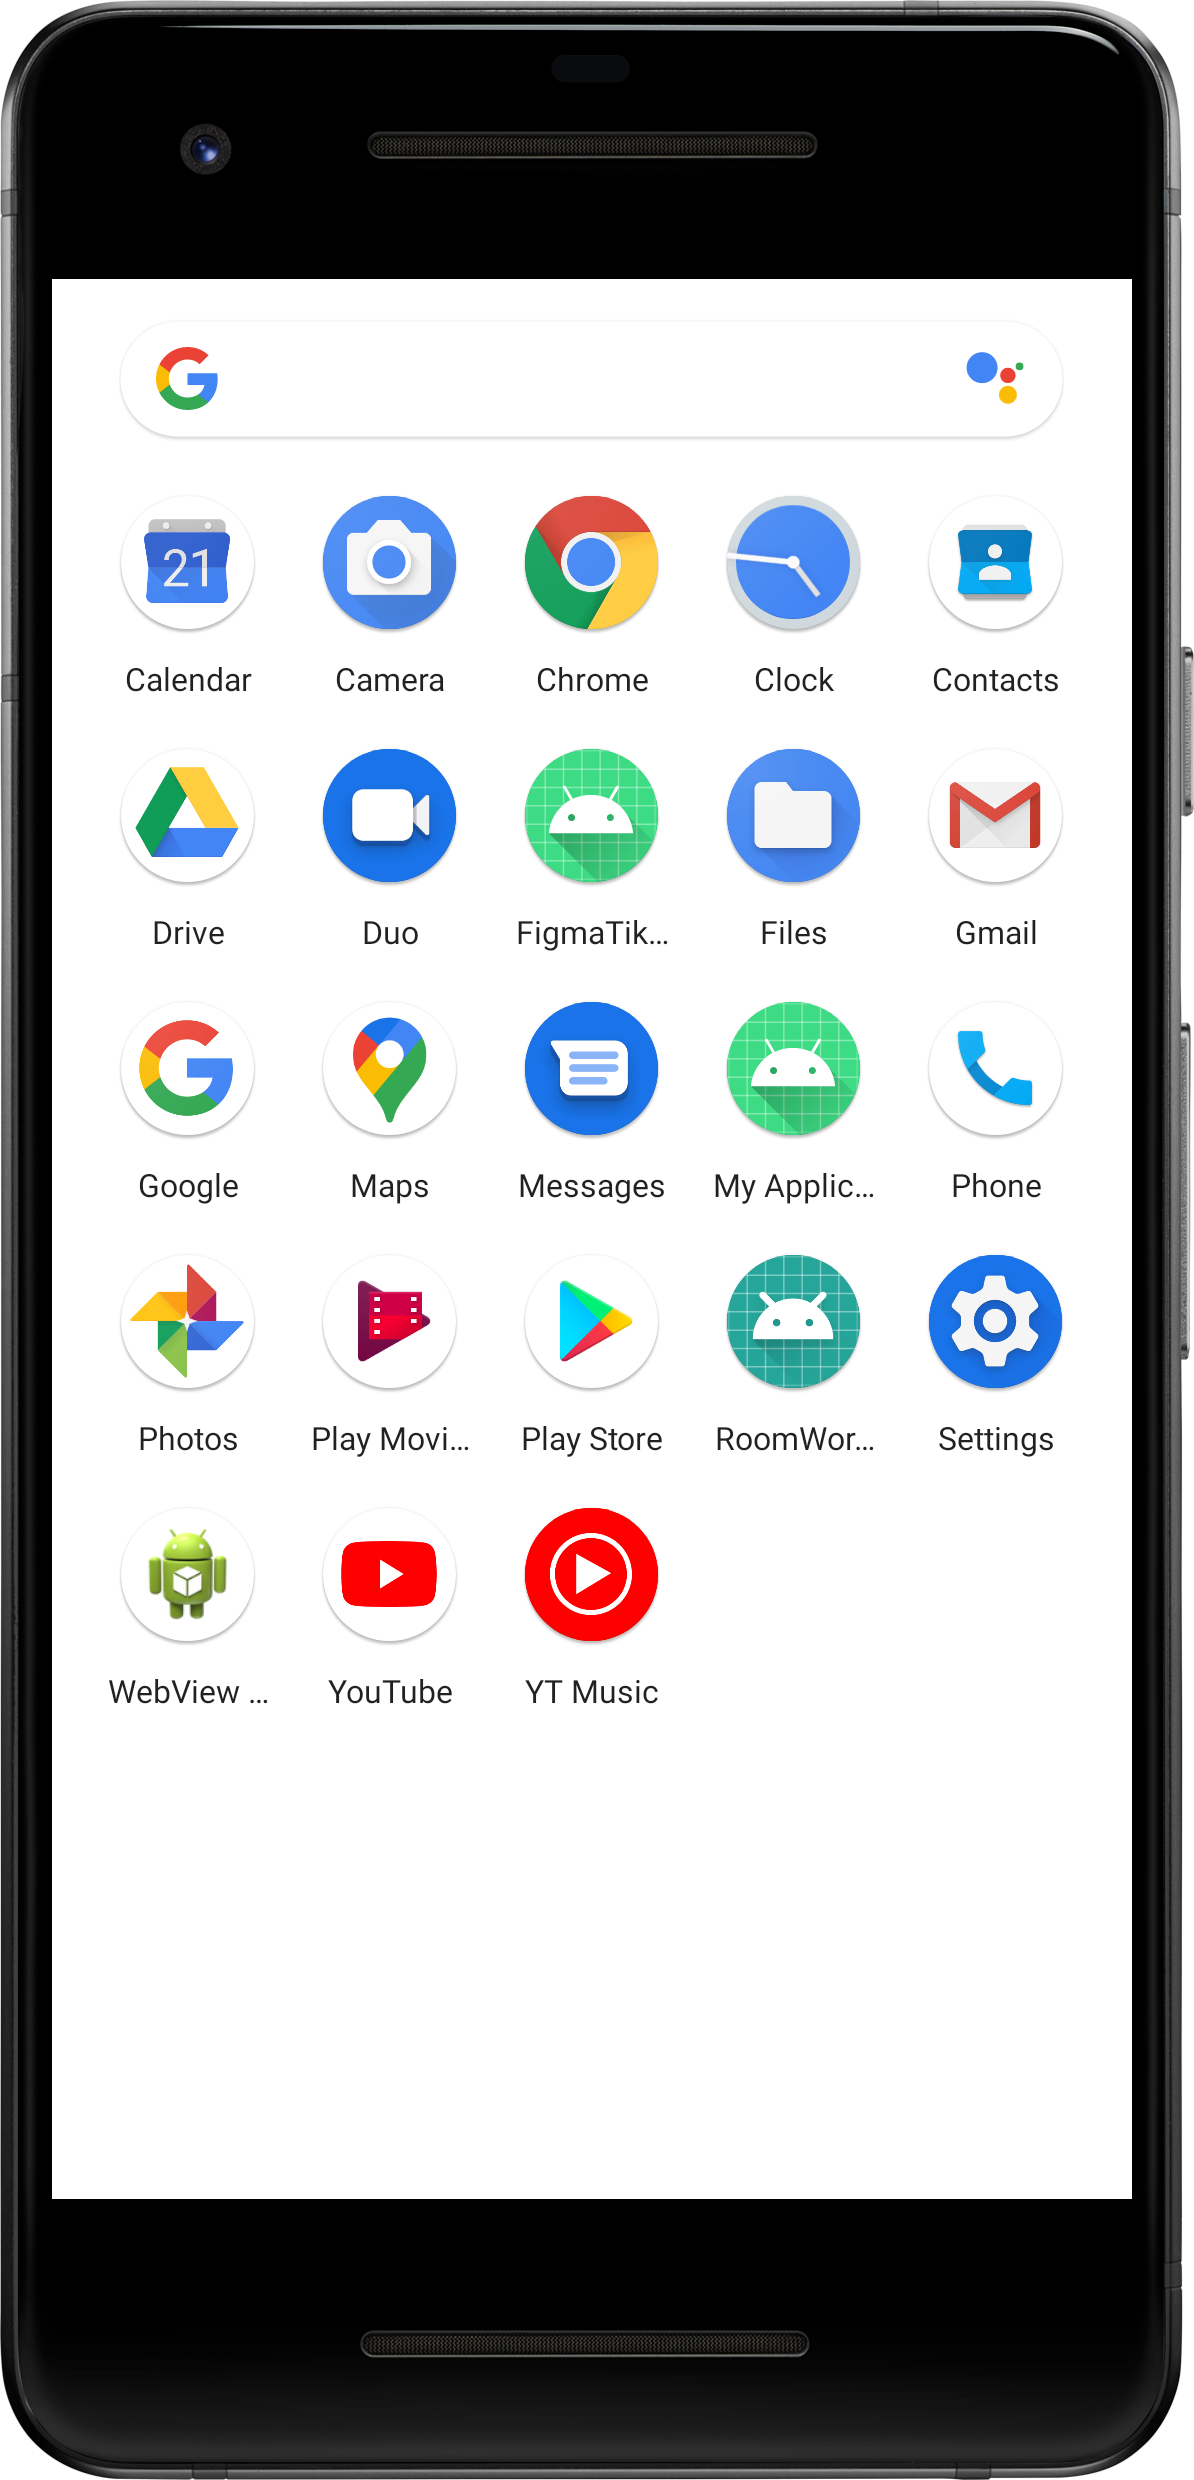 21
Calendar Camera Chrome Clock Contacts
Drive Duo FigmaTik... Files Gmail
Google Maps Messages My Applic... Phone
Photos Play Movi... Play Store RoomWor... Settings
WebView ... YouTube YT Music